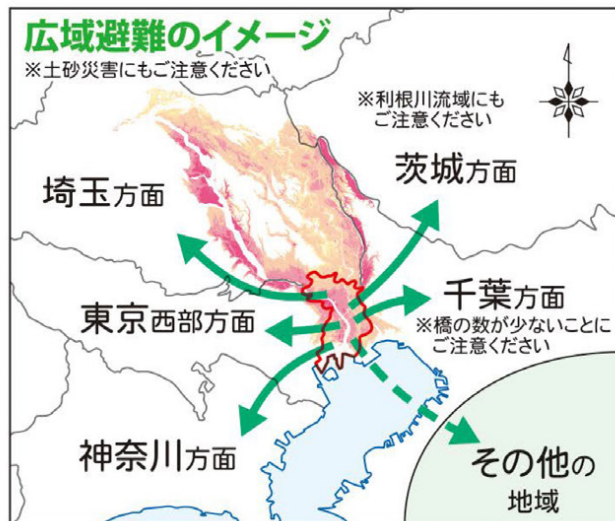 広域避難のイメージ
※土砂災害にもご注意ください
※利根川流域にも
ご注意ください
茨城方面
埼玉方面
千葉方面
※橋の数が少ないことに
ご注意ください
東京西部方面
神奈川方面
その他の
地域